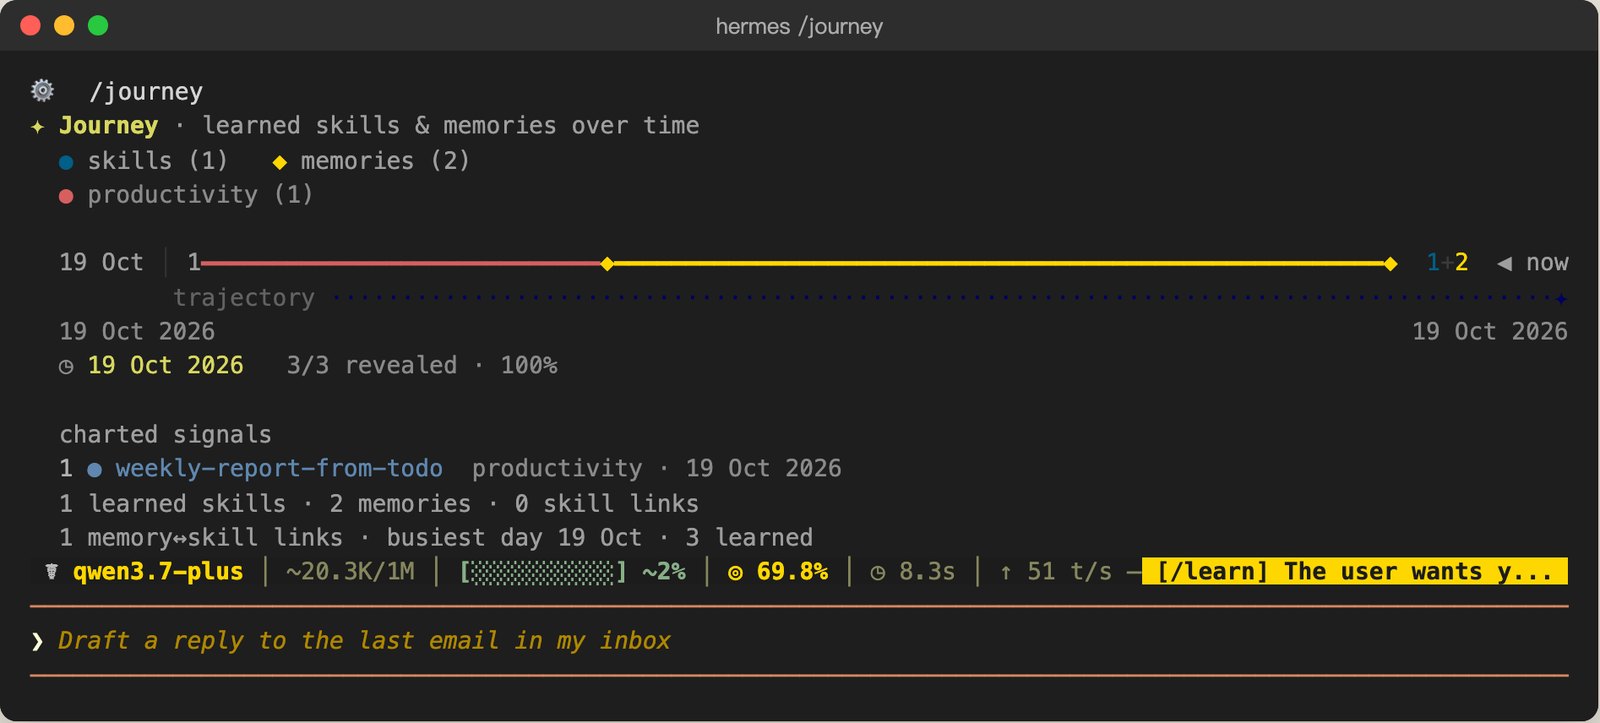 hermes /journey
⚙ /journey
✦ Journey · learned skills & memories over time
● skills (1) ◆ memories (2)
● productivity (1)
19 Oct │ 1 1+2 ◀ now
trajectory
19 Oct 2026 19 Oct 2026
◷ 19 Oct 2026 3/3 revealed · 100%
charted signals
1 ● weekly-report-from-todo productivity · 19 Oct 2026
1 learned skills · 2 memories · 0 skill links
1 memory↔skill links · busiest day 19 Oct · 3 learned
☤ qwen3.7-plus │ ~20.3K/1M │ [░░░░░░░░░░] ~2% │ ◎ 69.8% │ ◷ 8.3s │ ↑ 51 t/s — [/learn] The user wants y...
❯ Draft a reply to the last email in my inbox